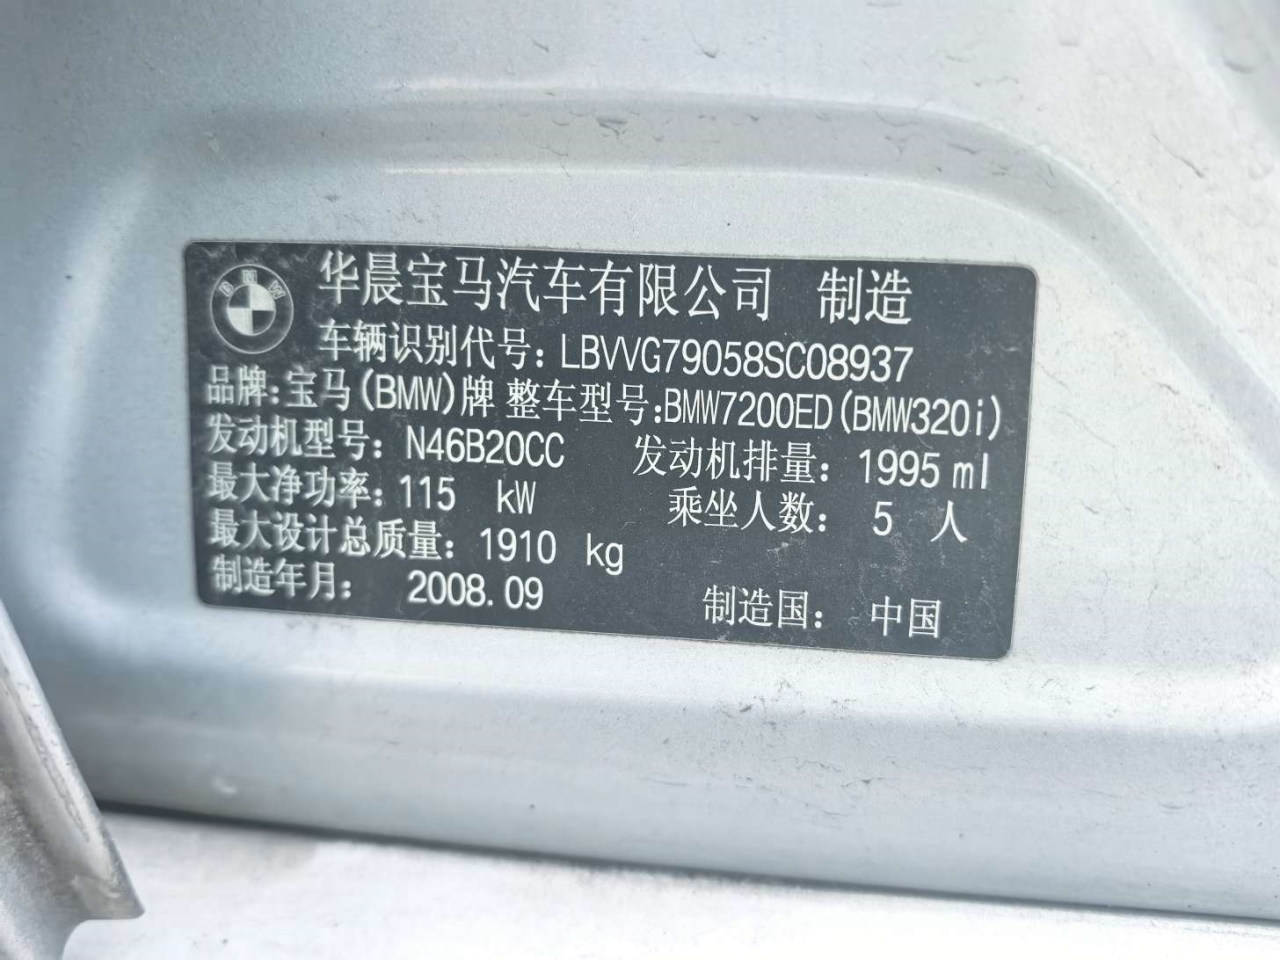 BMW
华晨宝马汽车有限公司 制造
车辆识别代号: LBVVG79058SC08937
品牌:宝马(BMW)牌 整车型号:BMW7200ED(BMW320i)
发动机型号: N46B20CC 发动机排量: 1995 ml
最大净功率: 115 kW 乘坐人数: 5 人
最大设计总质量: 1910 kg
制造年月: 2008.09 制造国: 中国